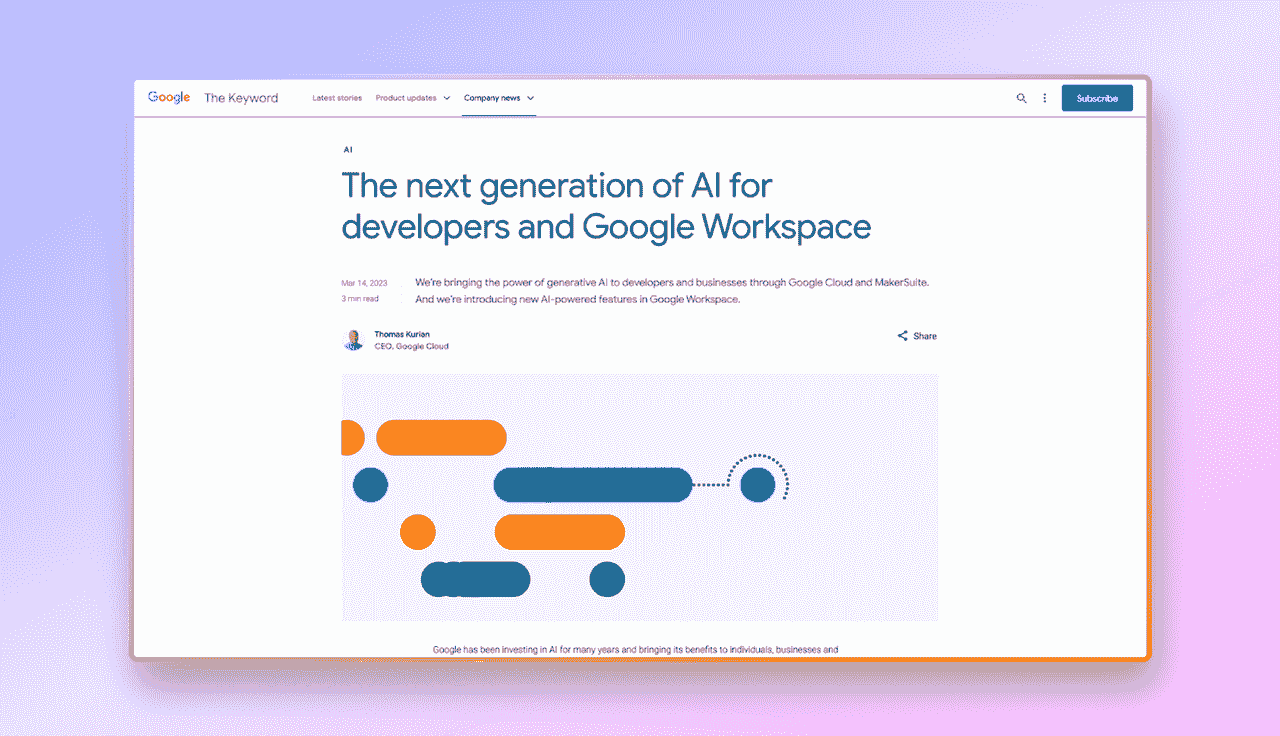 Google The Keyword Latest stories Product updates Company news Subscribe
AI
The next generation of AI for
developers and Google Workspace
Mar 14, 2023
3 min read
We're bringing the power of generative AI to developers and businesses through Google Cloud and MakerSuite.
And we're introducing new AI-powered features in Google Workspace.
Thomas Kurian
CEO, Google Cloud
Share
Google has been investing in AI for many years and bringing its benefits to individuals, businesses and